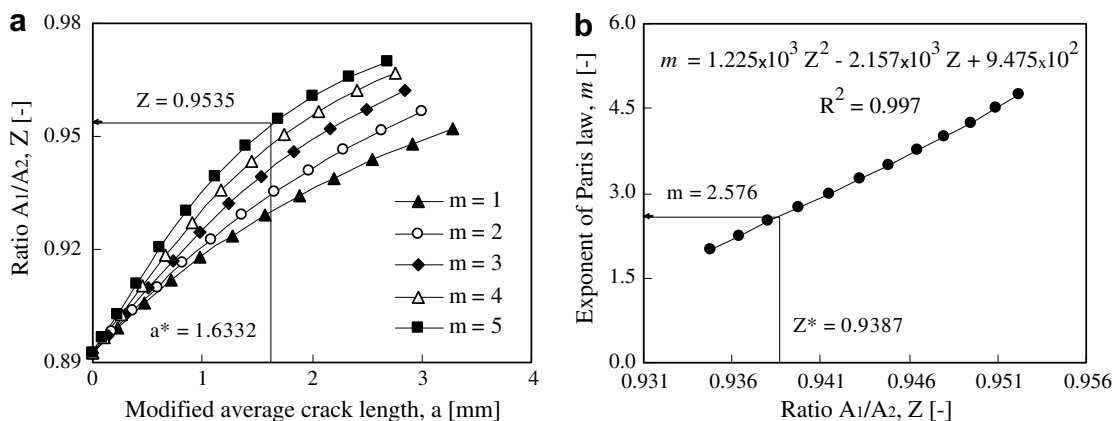 a
0.98
0.95
0.92
0.89
Ratio A1/A2, Z [-]
Z = 0.9535
a* = 1.6332
m = 1
m = 2
m = 3
m = 4
m = 5
0 1 2 3 4
Modified average crack length, a [mm]
b
6.0
4.5
3.0
1.5
0.0
Exponent of Paris law, m [-]
m = 1.225x10³ Z² - 2.157x10³ Z + 9.475x10²
R² = 0.997
m = 2.576
Z* = 0.9387
0.931 0.936 0.941 0.946 0.951 0.956
Ratio A1/A2, Z [-]